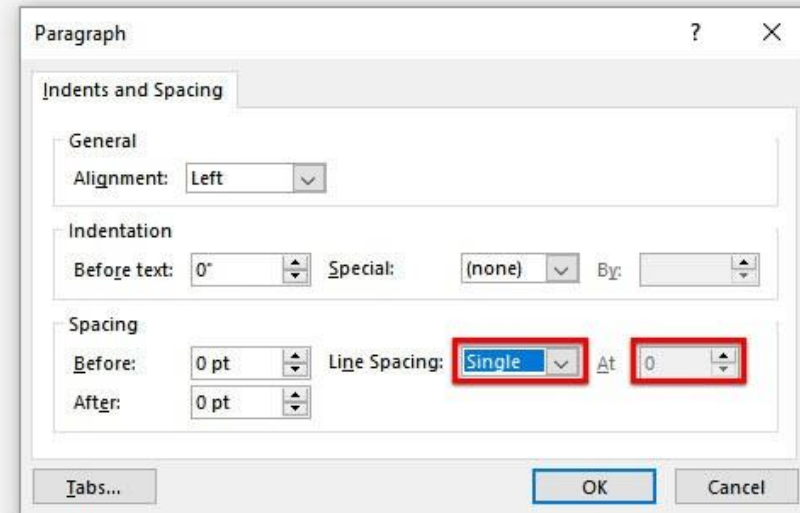 Paragraph ?
Indents and Spacing
General
Alignment: Left
Indentation
Before text: 0" Special: (none) By:
Spacing
Before: 0 pt Line Spacing: Single At 0
After: 0 pt
Tabs... OK Cancel